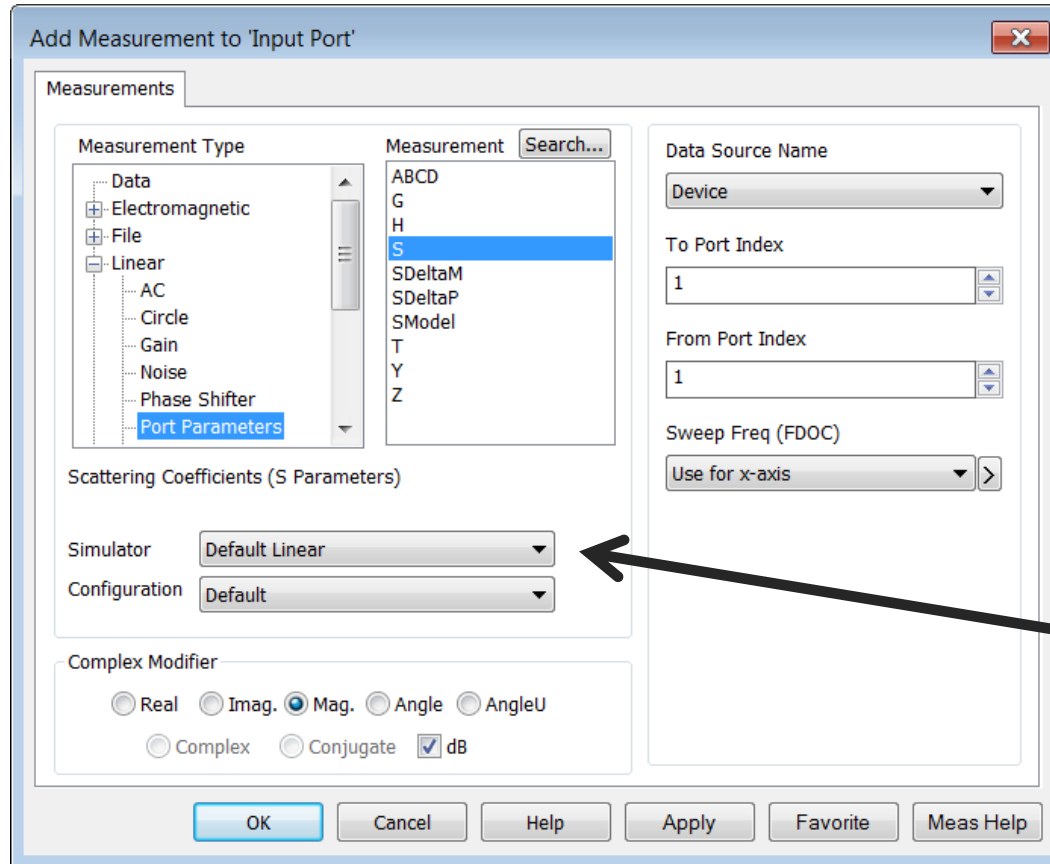 Add Measurement to 'Input Port'
Measurements
Measurement Type
Data
Electromagnetic
File
Linear
AC
Circle
Gain
Noise
Phase Shifter
Port Parameters
Measurement
Search...
ABCD
G
H
S
SDeltaM
SDeltaP
SModel
T
Y
Z
Scattering Coefficients (S Parameters)
Simulator
Default Linear
Configuration
Default
Complex Modifier
Real Imag. Mag. Angle AngleU
Complex Conjugate dB
Data Source Name
Device
To Port Index
1
From Port Index
1
Sweep Freq (FDOC)
Use for x-axis >
OK Cancel Help Apply Favorite Meas Help